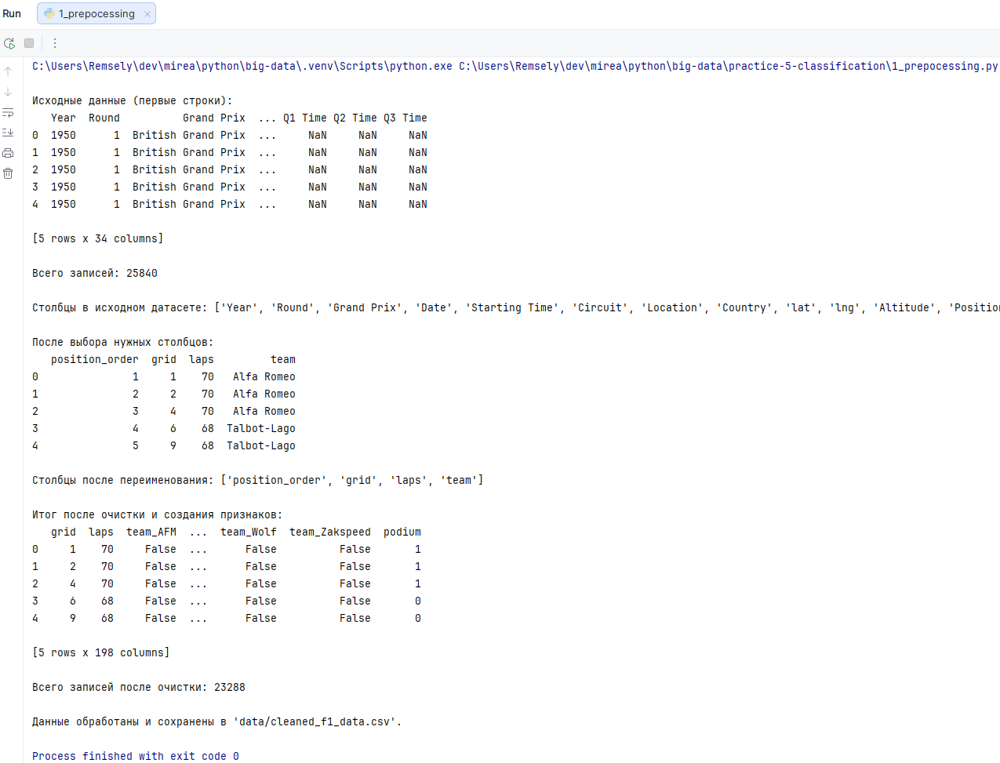 Run 1_prepocessing
C:\Users\Remsely\dev\mirea\python\big-data\.venv\Scripts\python.exe C:\Users\Remsely\dev\mirea\python\big-data\practice-5-classification\1_prepocessing.py
Исходные данные (первые строки):
Year Round Grand Prix ... Q1 Time Q2 Time Q3 Time
0 1950 1 British Grand Prix ... NaN NaN NaN
1 1950 1 British Grand Prix ... NaN NaN NaN
2 1950 1 British Grand Prix ... NaN NaN NaN
3 1950 1 British Grand Prix ... NaN NaN NaN
4 1950 1 British Grand Prix ... NaN NaN NaN
[5 rows x 34 columns]
Всего записей: 25840
Столбцы в исходном датасете: ['Year', 'Round', 'Grand Prix', 'Date', 'Starting Time', 'Circuit', 'Location', 'Country', 'lat', 'lng', 'Altitude', 'Position
После выбора нужных столбцов:
position_order grid laps team
0 1 1 70 Alfa Romeo
1 2 2 70 Alfa Romeo
2 3 4 70 Alfa Romeo
3 4 6 68 Talbot-Lago
4 5 9 68 Talbot-Lago
Столбцы после переименования: ['position_order', 'grid', 'laps', 'team']
Итог после очистки и создания признаков:
grid laps team_AFM ... team_Wolf team_Zakspeed podium
0 1 70 False ... False False 1
1 2 70 False ... False False 1
2 4 70 False ... False False 1
3 6 68 False ... False False 0
4 9 68 False ... False False 0
[5 rows x 198 columns]
Всего записей после очистки: 23288
Данные обработаны и сохранены в 'data/cleaned_f1_data.csv'.
Process finished with exit code 0